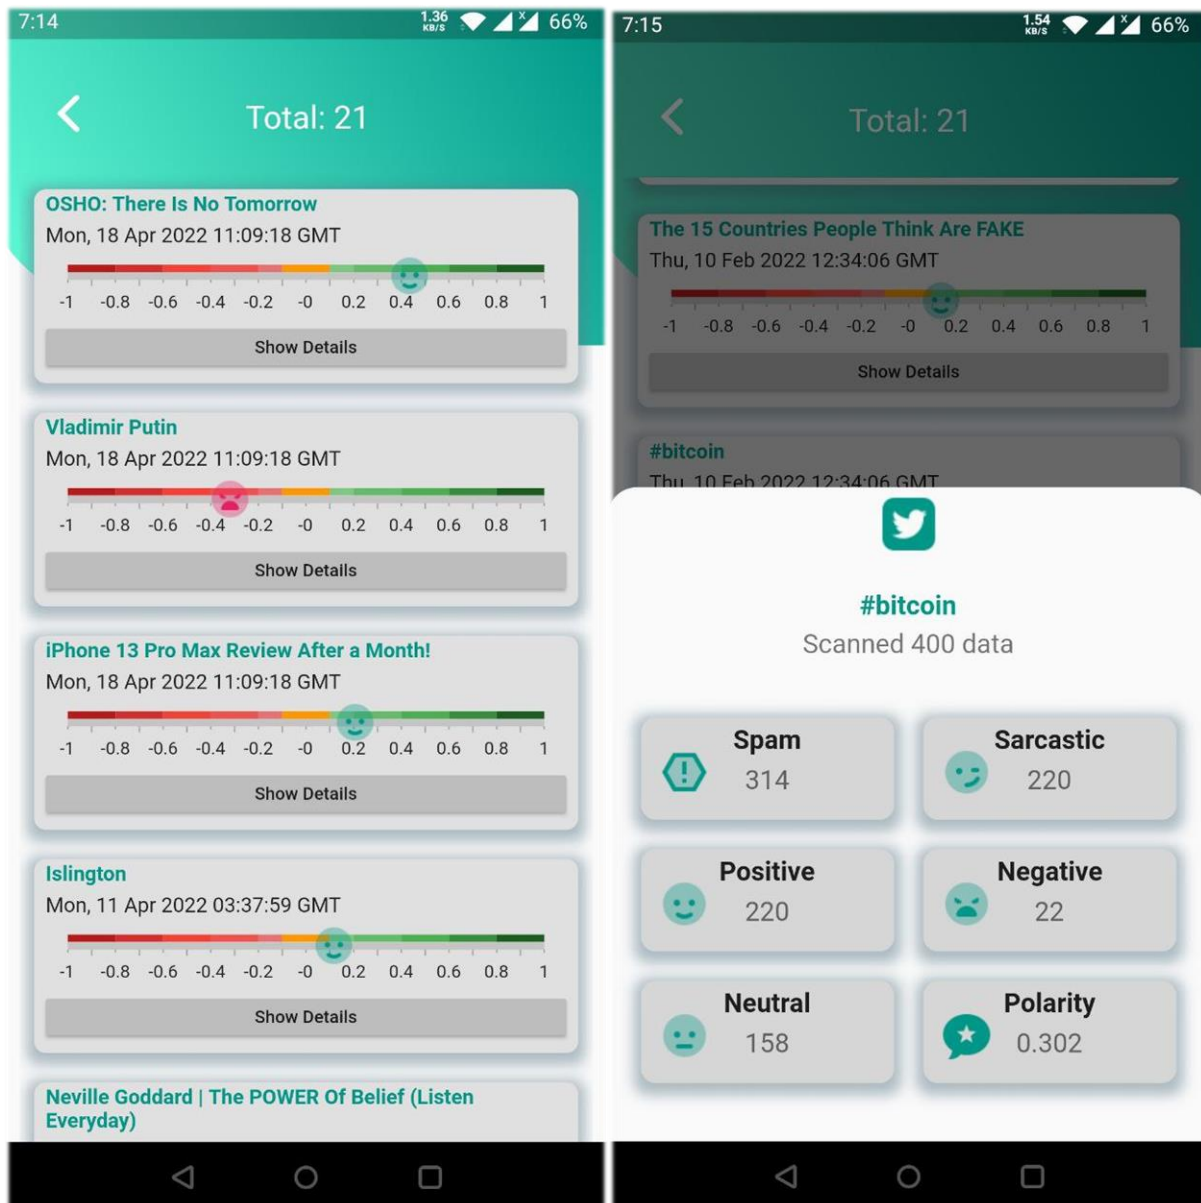 7:14
1.36
KB/S
X
66%
Total: 21
OSHO: There Is No Tomorrow
Mon, 18 Apr 2022 11:09:18 GMT
-1 -0.8 -0.6 -0.4 -0.2 -0 0.2 0.4 0.6 0.8 1
Show Details
Vladimir Putin
Mon, 18 Apr 2022 11:09:18 GMT
-1 -0.8 -0.6 -0.4 -0.2 -0 0.2 0.4 0.6 0.8 1
Show Details
iPhone 13 Pro Max Review After a Month!
Mon, 18 Apr 2022 11:09:18 GMT
-1 -0.8 -0.6 -0.4 -0.2 -0 0.2 0.4 0.6 0.8 1
Show Details
Islington
Mon, 11 Apr 2022 03:37:59 GMT
-1 -0.8 -0.6 -0.4 -0.2 -0 0.2 0.4 0.6 0.8 1
Show Details
Neville Goddard | The POWER Of Belief (Listen
Everyday)
7:15
1.54
KB/S
X
66%
Total: 21
The 15 Countries People Think Are FAKE
Thu, 10 Feb 2022 12:34:06 GMT
-1 -0.8 -0.6 -0.4 -0.2 -0 0.2 0.4 0.6 0.8 1
Show Details
#bitcoin
Thu, 10 Feb 2022 12:34:06 GMT
#bitcoin
Scanned 400 data
Spam
314
Sarcastic
220
Positive
220
Negative
22
Neutral
158
Polarity
0.302